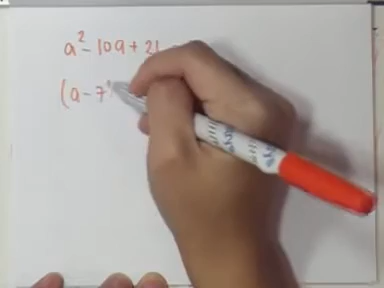 a² - 10a + 21
(a - 7)